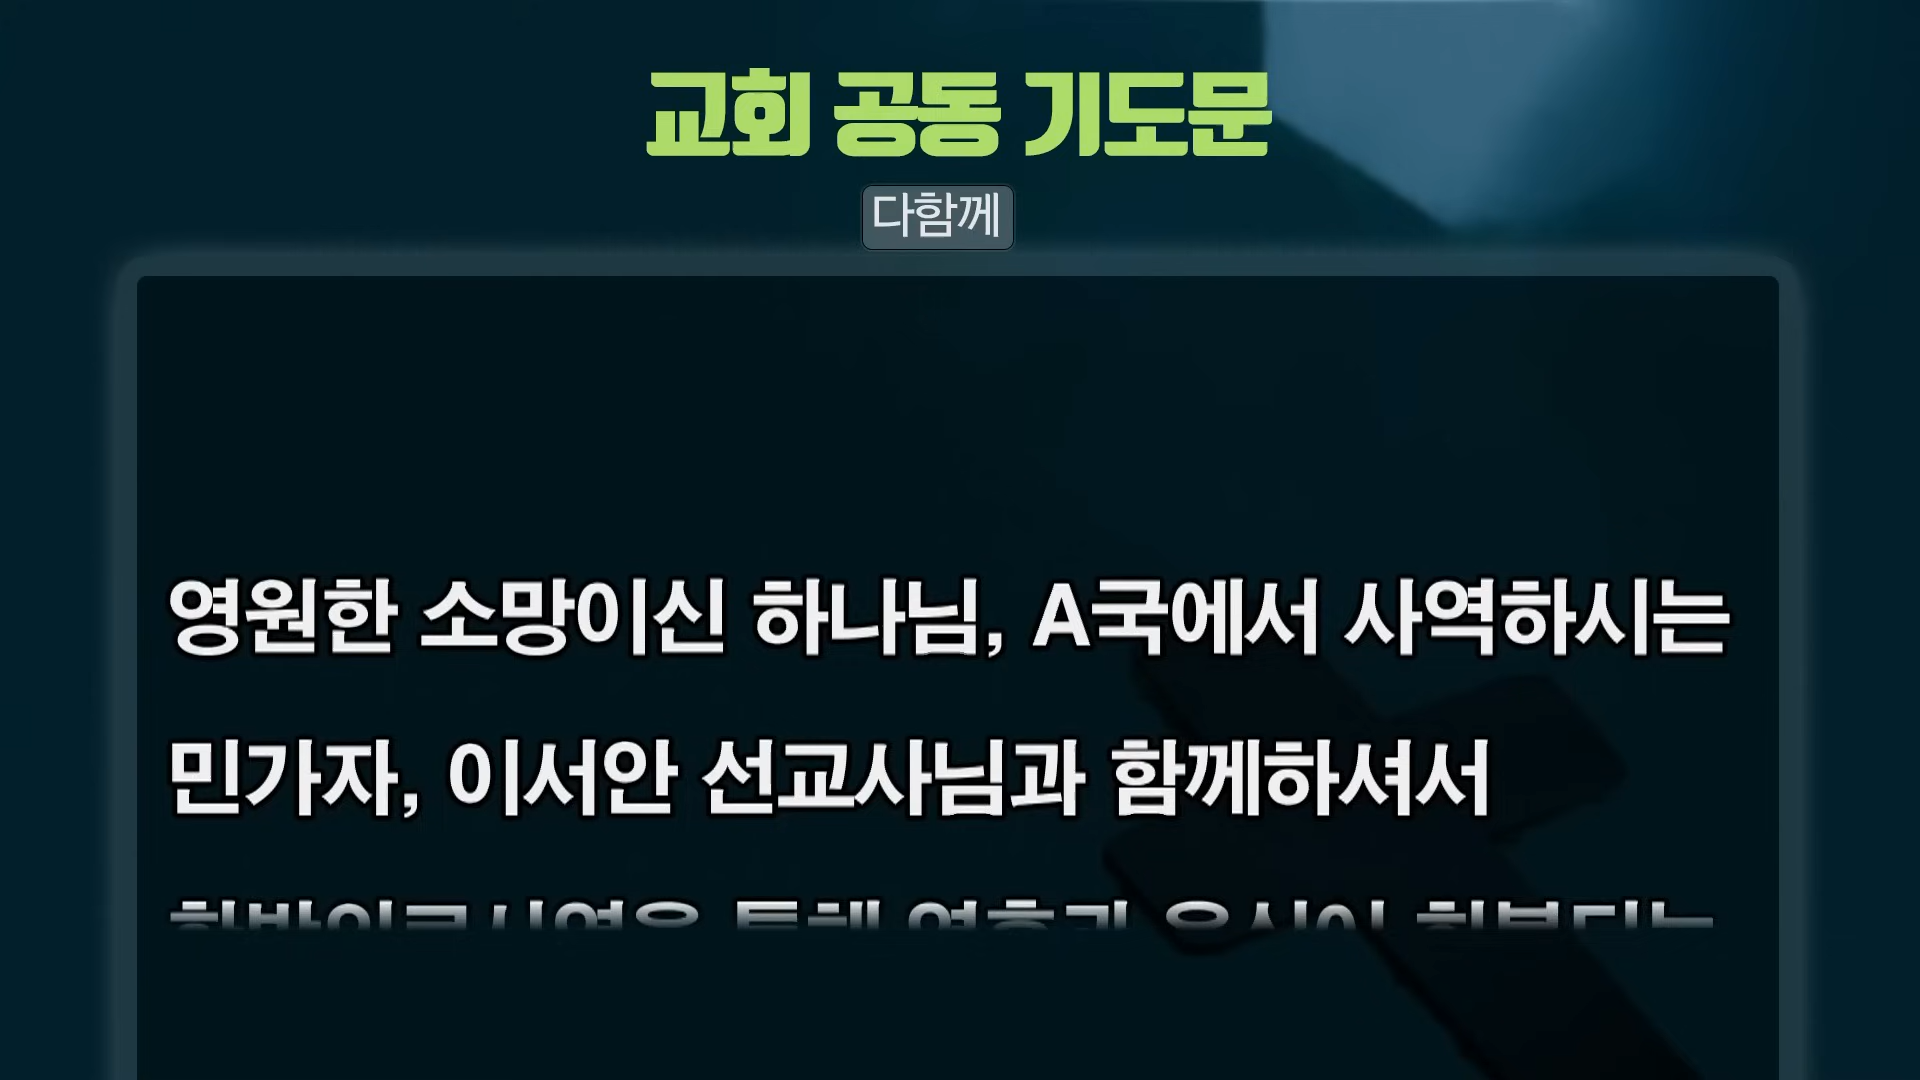 교회 공동 기도문
다함께
영원한 소망이신 하나님, A국에서 사역하시는
민가자, 이서안 선교사님과 함께하셔서
통해